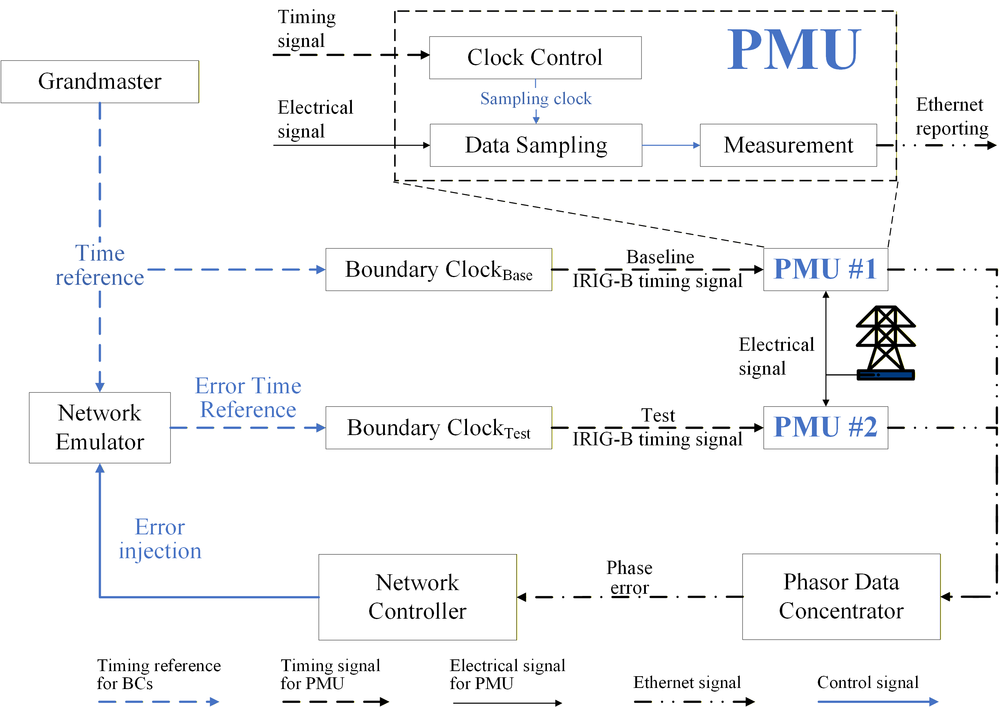 Timing
signal
PMU
Clock Control
Grandmaster
Sampling clock
Electrical
signal
Ethernet
reporting
Data Sampling
Measurement
Time
reference
Boundary ClockBase
Baseline
IRIG-B timing signal
PMU #1
Electrical
signal
Error Time
Reference
Network
Emulator
Boundary ClockTest
Test
IRIG-B timing signal
PMU #2
Error
injection
Network
Controller
Phase
error
Phasor Data
Concentrator
Timing reference
for BCs
Timing signal
for PMU
Electrical signal
for PMU
Ethernet signal
Control signal